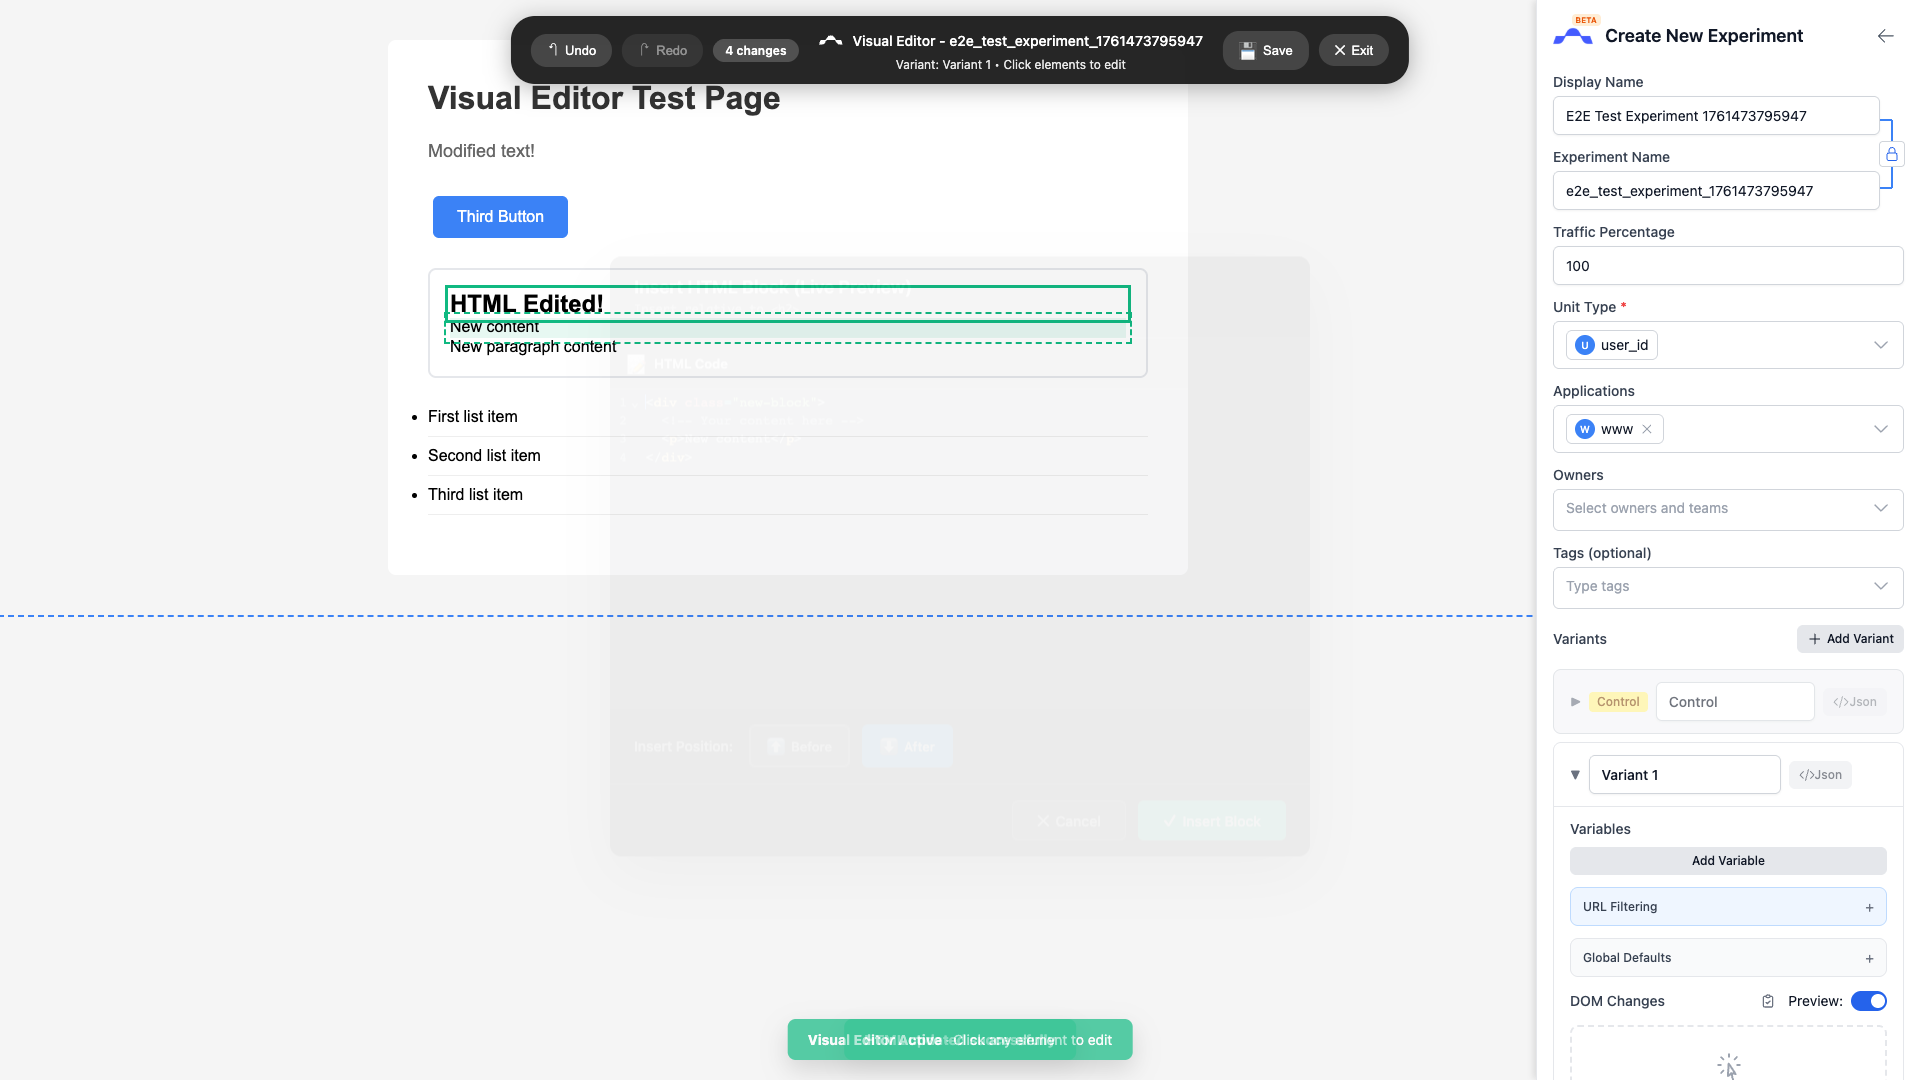 Undo
Redo
4 changes
Visual Editor - e2e_test_experiment_1761473795947
Variant: Variant 1 • Click elements to edit
Save
Exit
Visual Editor Test Page
Modified text!
Third Button
HTML Edited!
New content
New paragraph content
Insert HTML Block (Live Preview)
HTML Code
First list item
Second list item
Third list item
Insert Position:
Before
After
Cancel
Insert Block
Visual Editor Active - Click any element to edit
BETA
Create New Experiment
Display Name
E2E Test Experiment 1761473795947
Experiment Name
e2e_test_experiment_1761473795947
Traffic Percentage
100
Unit Type *
U user_id
Applications
W www
Owners
Select owners and teams
Tags (optional)
Type tags
Variants
Add Variant
Control
Control
</>Json
Variant 1
</>Json
Variables
Add Variable
URL Filtering +
Global Defaults +
DOM Changes
Preview: